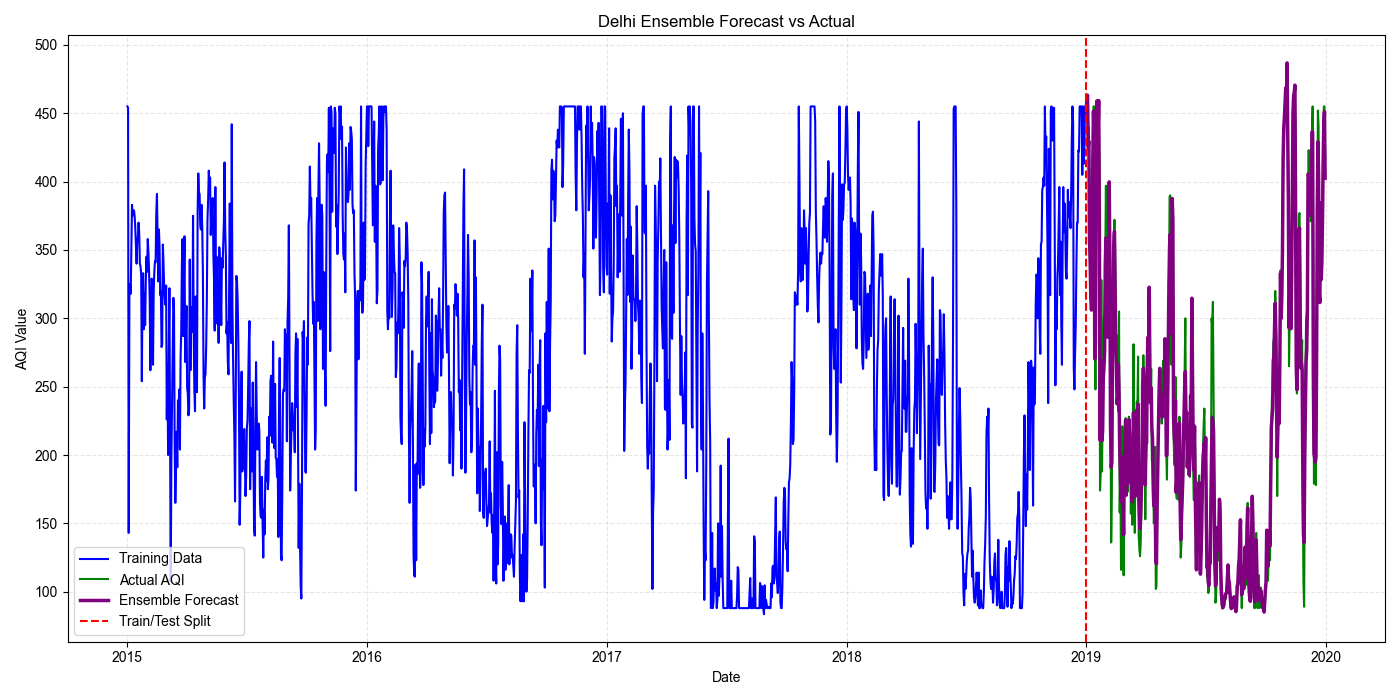 Delhi Ensemble Forecast vs Actual
500
450
400
350
300
250
200
150
100
AQI Value
Training Data
Actual AQI
Ensemble Forecast
Train/Test Split
2015 2016 2017 2018 2019 2020
Date